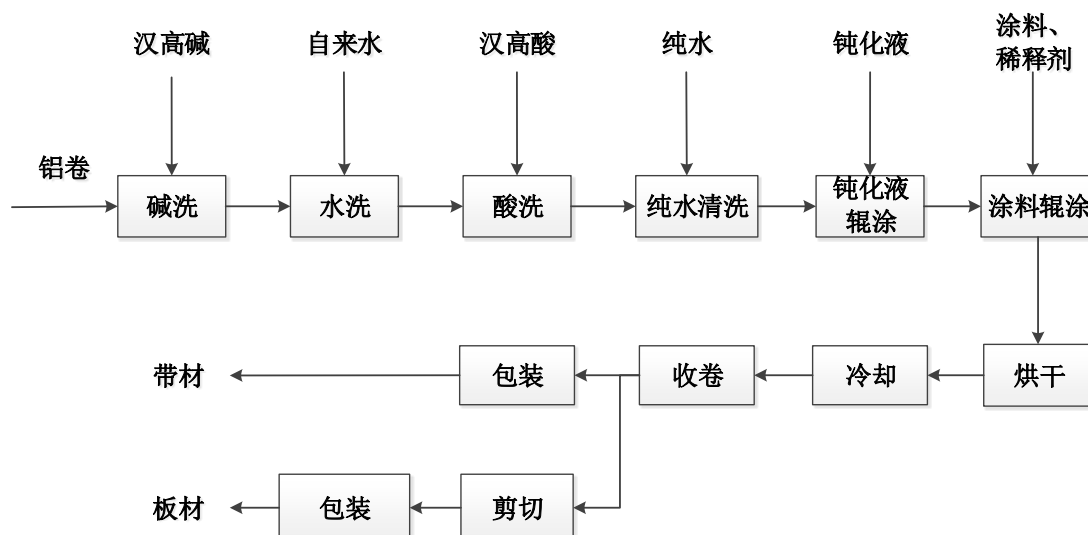 汉高碱
自来水
汉高酸
纯水
钝化液
涂料、
稀释剂
铝卷
碱洗
水洗
酸洗
纯水清洗
钝化液
辊涂
涂料辊涂
带材
包装
收卷
冷却
烘干
板材
包装
剪切